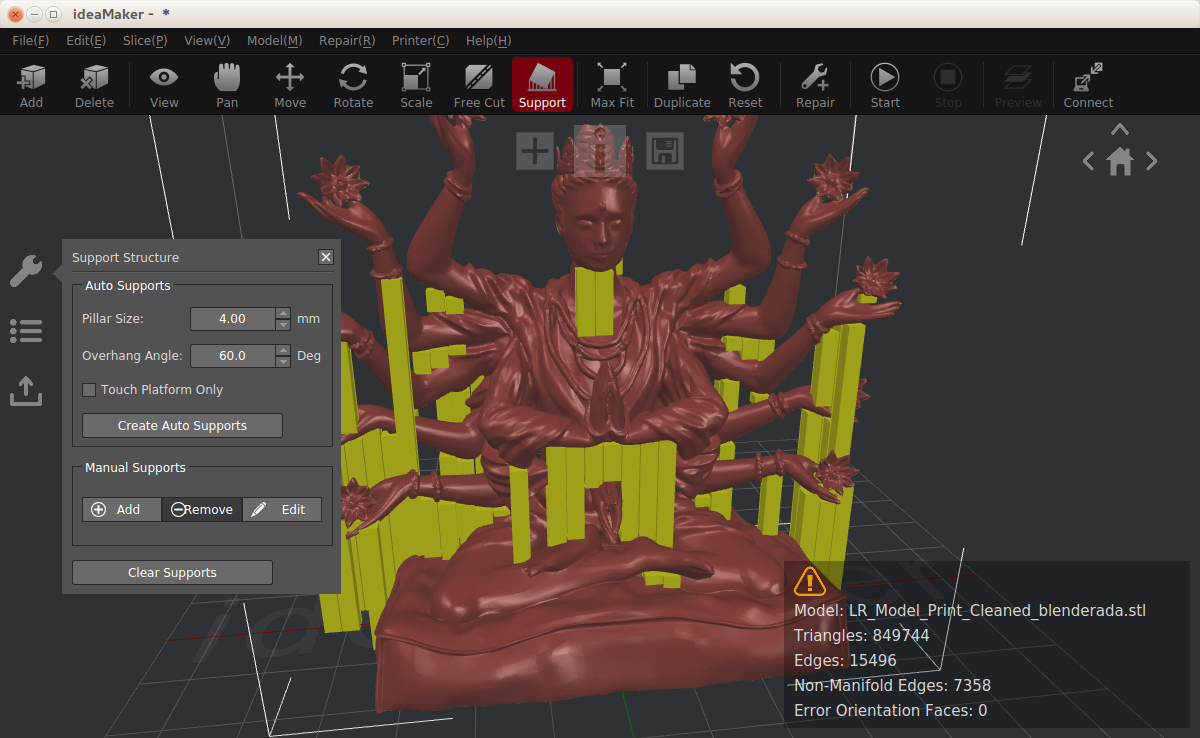 ideaMaker - *
File(F) Edit(E) Slice(P) View(V) Model(M) Repair(R) Printer(C) Help(H)
Add Delete View Pan Move Rotate Scale Free Cut Support Max Fit Duplicate Reset Repair Start Stop Preview Connect
Support Structure
Auto Supports
Pillar Size: 4.00 mm
Overhang Angle: 60.0 Deg
Touch Platform Only
Create Auto Supports
Manual Supports
Add Remove Edit
Clear Supports
Model: LR_Model_Print_Cleaned_blenderada.stl
Triangles: 849744
Edges: 15496
Non-Manifold Edges: 7358
Error Orientation Faces: 0